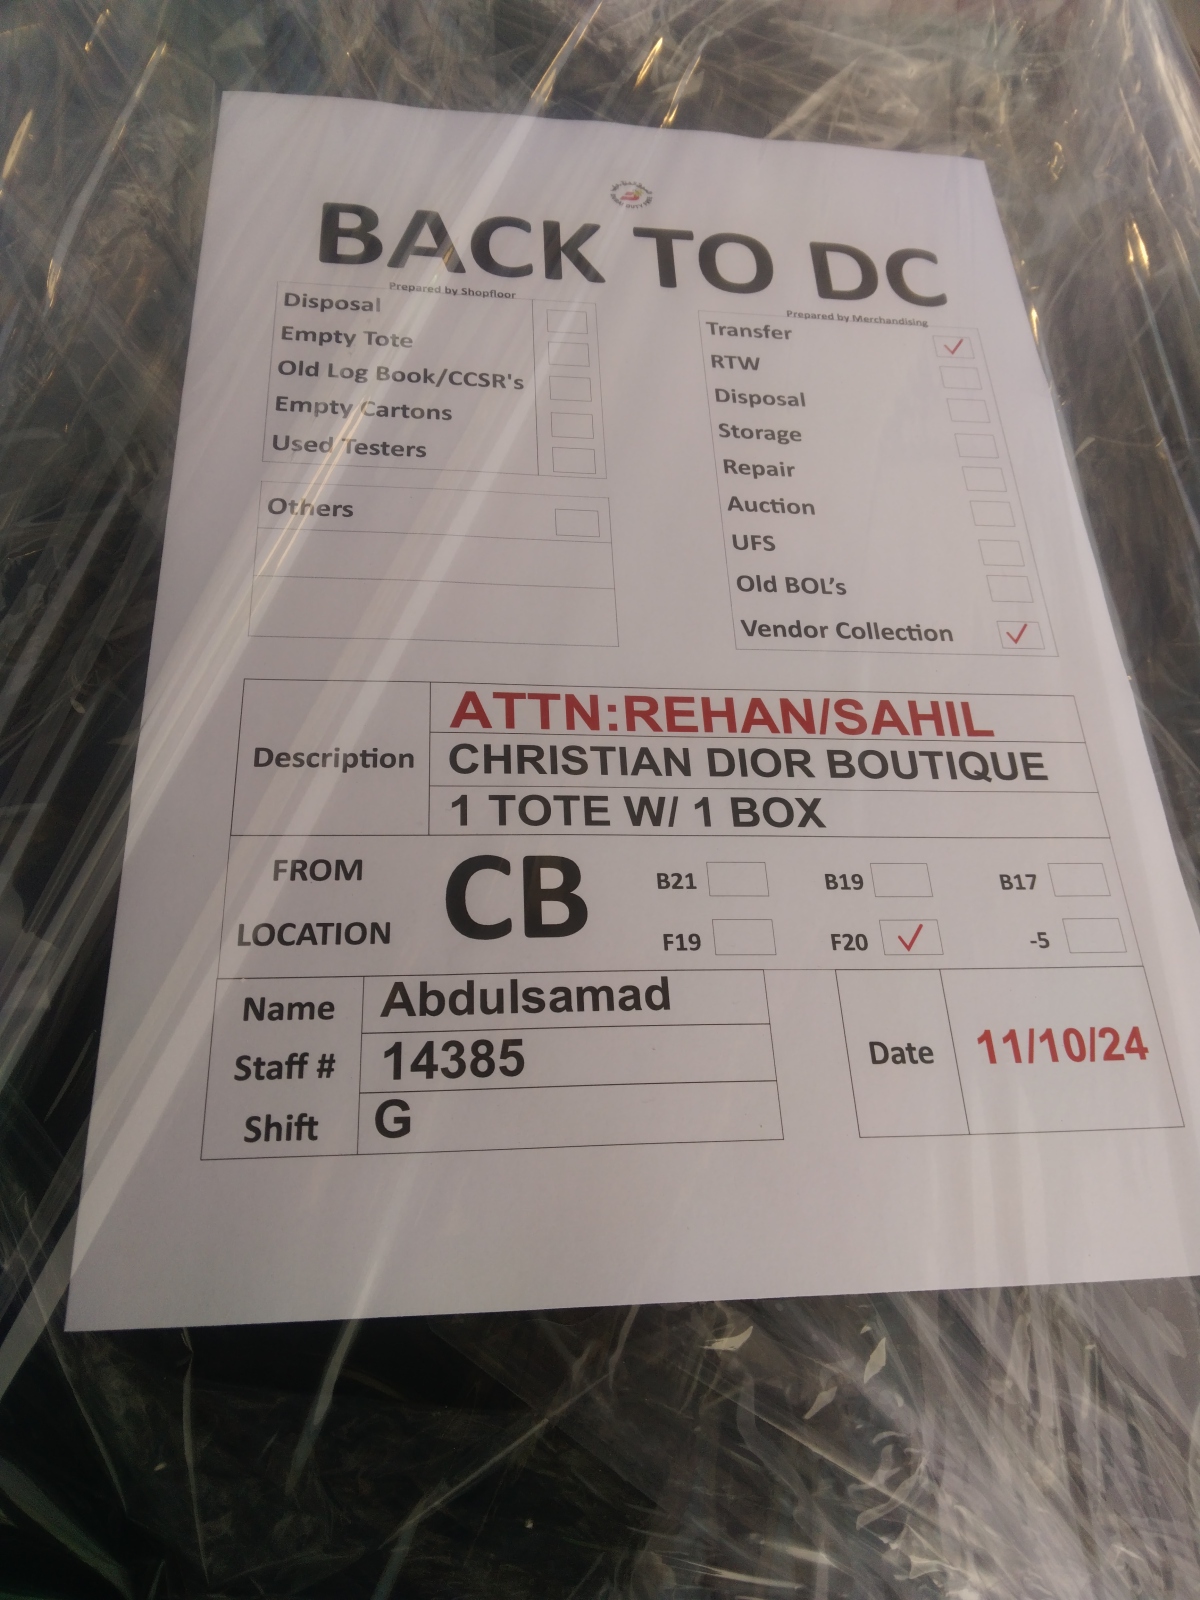 BACK TO DC
Prepared by Shopfloor
Disposal
Empty Tote
Old Log Book/CCSR's
Empty Cartons
Used Testers
Others
Prepared by Merchandising
Transfer ✓
RTW
Disposal
Storage
Repair
Auction
UFS
Old BOL’s
Vendor Collection ✓
Description
ATTN:REHAN/SAHIL
CHRISTIAN DIOR BOUTIQUE
1 TOTE W/ 1 BOX
FROM
LOCATION
CB
B21 B19 B17
F19 F20 ✓ -5
Name Abdulsamad
Staff # 14385
Shift G
Date 11/10/24